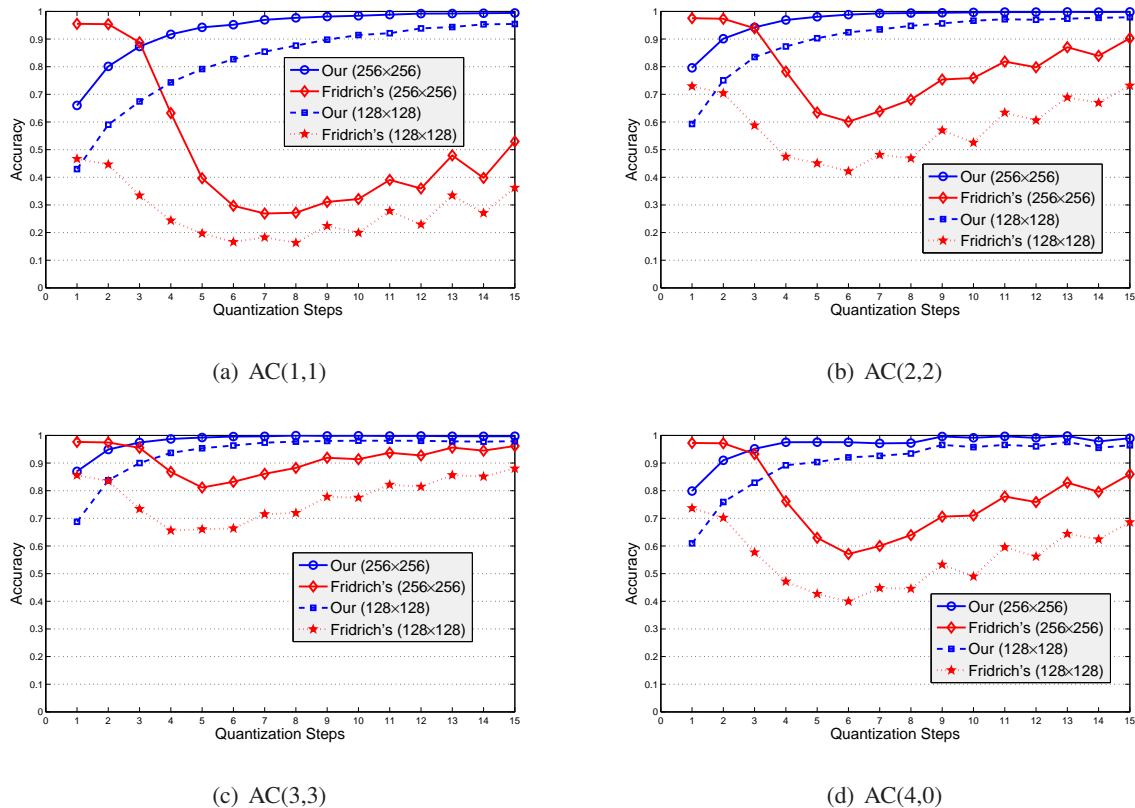 1
0.9
0.8
0.7
0.6
0.5
0.4
0.3
0.2
0.1
0
Accuracy
Our (256×256)
Fridrich's (256×256)
Our (128×128)
Fridrich's (128×128)
0 1 2 3 4 5 6 7 8 9 10 11 12 13 14 15
Quantization Steps
(a) AC(1,1)
1
0.9
0.8
0.7
0.6
0.5
0.4
0.3
0.2
0.1
0
Accuracy
Our (256×256)
Fridrich's (256×256)
Our (128×128)
Fridrich's (128×128)
0 1 2 3 4 5 6 7 8 9 10 11 12 13 14 15
Quantization Steps
(b) AC(2,2)
1
0.9
0.8
0.7
0.6
0.5
0.4
0.3
0.2
0.1
0
Accuracy
Our (256×256)
Fridrich's (256×256)
Our (128×128)
Fridrich's (128×128)
0 1 2 3 4 5 6 7 8 9 10 11 12 13 14 15
Quantization Steps
(c) AC(3,3)
1
0.9
0.8
0.7
0.6
0.5
0.4
0.3
0.2
0.1
0
Accuracy
Our (256×256)
Fridrich's (256×256)
Our (128×128)
Fridrich's (128×128)
0 1 2 3 4 5 6 7 8 9 10 11 12 13 14 15
Quantization Steps
(d) AC(4,0)